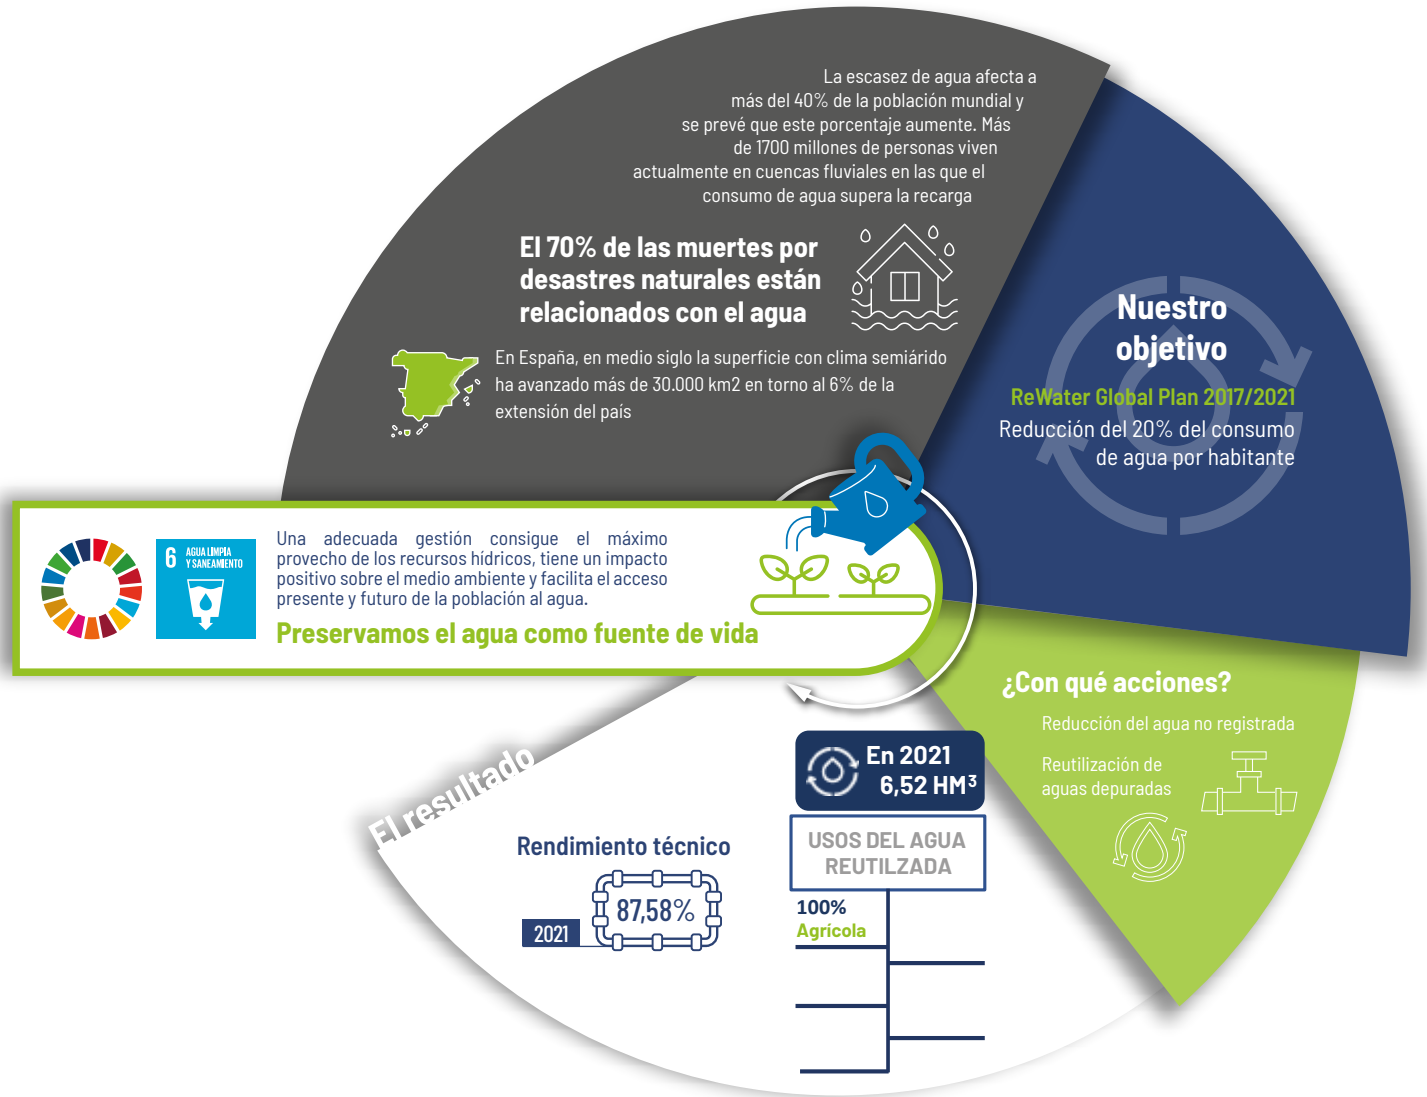 La escasez de agua afecta a
más del 40% de la población mundial y
se prevé que este porcentaje aumente. Más
de 1700 millones de personas viven
actualmente en cuencas fluviales en las que el
consumo de agua supera la recarga
El 70% de las muertes por
desastres naturales están
relacionados con el agua
En España, en medio siglo la superficie con clima semiárido
ha avanzado más de 30.000 km2 en torno al 6% de la
extensión del país
Nuestro
objetivo
ReWater Global Plan 2017/2021
Reducción del 20% del consumo
de agua por habitante
6 AGUA LIMPIA
Y SANEAMIENTO
Una adecuada gestión consigue el máximo
provecho de los recursos hídricos, tiene un impacto
positivo sobre el medio ambiente y facilita el acceso
presente y futuro de la población al agua.
Preservamos el agua como fuente de vida
¿Con qué acciones?
Reducción del agua no registrada
Reutilización de
aguas depuradas
El resultado
Rendimiento técnico
87,58%
2021
En 2021
6,52 HM³
USOS DEL AGUA
REUTILZADA
100%
Agrícola